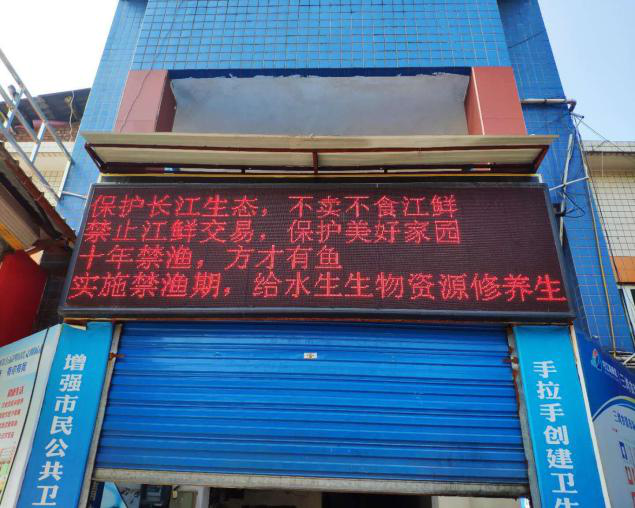 保护长江生态，不卖不食江鲜
禁止江鲜交易，保护美好家园
十年禁渔，方才有鱼
实施禁渔期，给水生生物资源修养生
增强市民公共卫
手拉手创建卫生